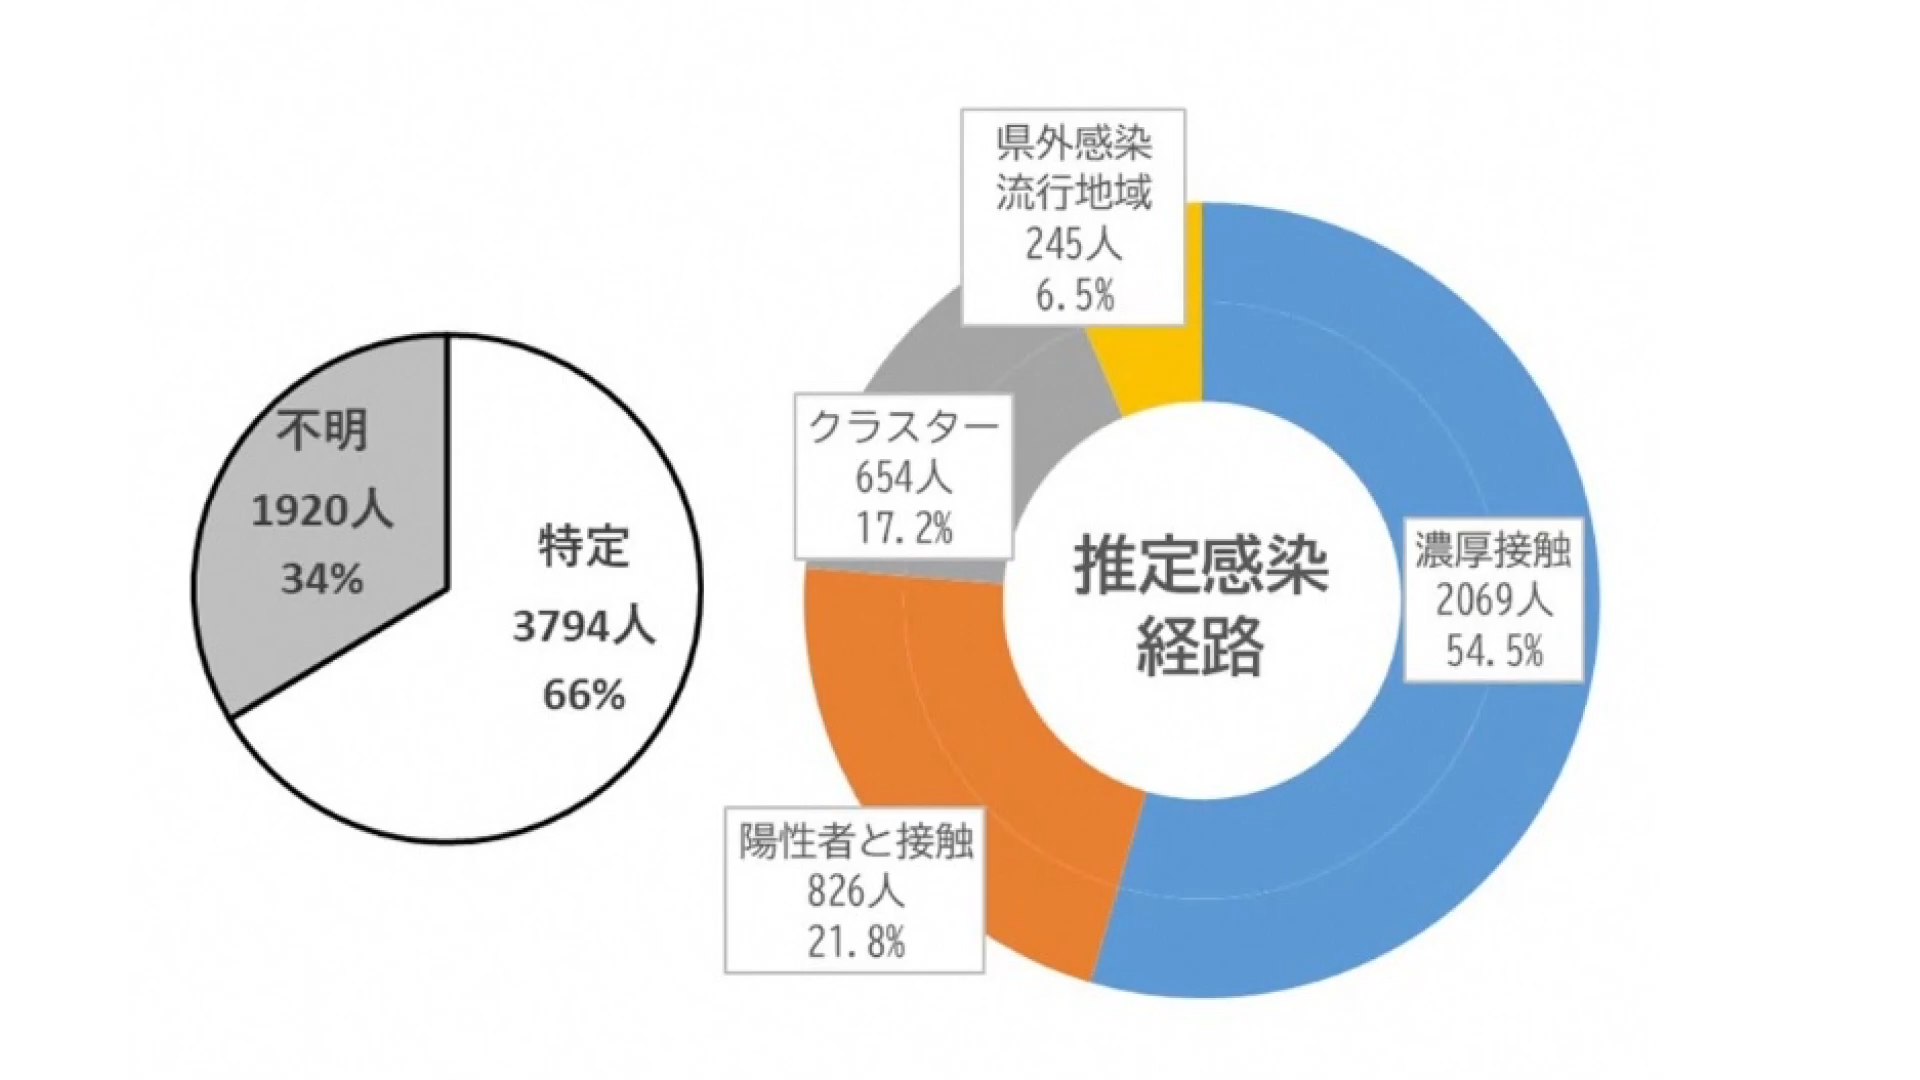 不明
1920人
34%
特定
3794人
66%
県外感染
流行地域
245人
6.5%
クラスター
654人
17.2%
推定感染
経路
濃厚接触
2069人
54.5%
陽性者と接触
826人
21.8%